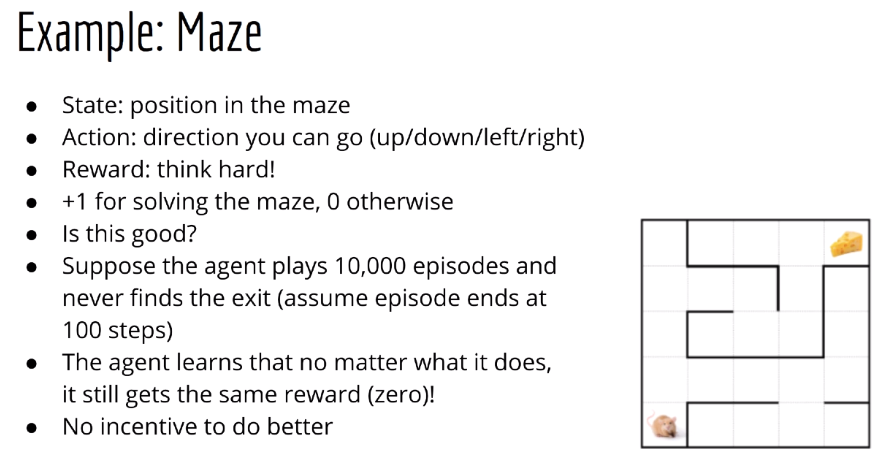 Example: Maze
● State: position in the maze
● Action: direction you can go (up/down/left/right)
● Reward: think hard!
● +1 for solving the maze, 0 otherwise
● Is this good?
● Suppose the agent plays 10,000 episodes and
never finds the exit (assume episode ends at
100 steps)
● The agent learns that no matter what it does,
it still gets the same reward (zero)!
● No incentive to do better